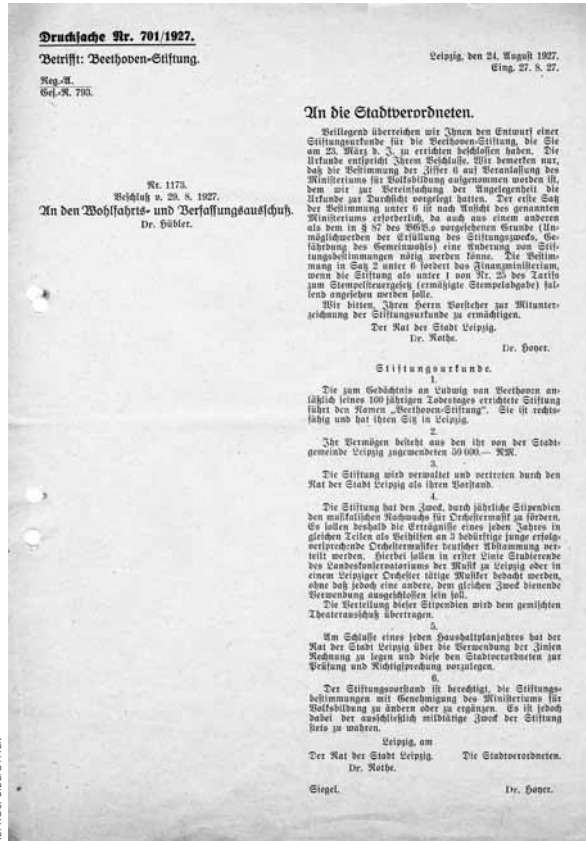 Drucksache Nr. 701/1927.
Betrifft: Beethoven-Stiftung.
Reg.-A.
Ges.-R. 793.
Nr. 1173.
Beschluß v. 29. 8. 1927.
An den Wohlfahrts- und Verfassungsausschuß.
Dr. Hübler.
Leipzig, den 24. August 1927.
Eing. 27. 8. 27.
An die Stadtverordneten.
Beiliegend überreichen wir Ihnen den Entwurf einer
Stiftungsurkunde für die Beethoven-Stiftung, die Sie
am 23. März d. J. zu errichten beschlossen haben. Die
Urkunde entspricht Ihrem Beschlusse. Wir bemerken nur,
daß die Bestimmung der Ziffer 6 auf Veranlassung des
Ministeriums für Volksbildung aufgenommen worden ist,
dem wir zur Vereinfachung der Angelegenheit die
Urkunde zur Durchsicht vorgelegt hatten. Der erste Satz
der Bestimmung unter 6 ist nach Ansicht des genannten
Ministeriums erforderlich, da auch aus einem anderen
als dem in § 87 des BGB.s vorgesehenen Grunde (Un-
möglichwerden der Erfüllung des Stiftungszwecks, Ge-
fährdung des Gemeinwohls) eine Änderung von Stif-
tungsbestimmungen nötig werden könne. Die Bestim-
mung in Satz 2 unter 6 fordert das Finanzministerium,
wenn die Stiftung als unter 1 von Nr. 25 des Tarifs
zum Stempelsteuergesetz (ermäßigte Stempelabgabe) fal-
lend angesehen werden solle.
Wir bitten, Ihren Herrn Vorsteher zur Mitunter-
zeichnung der Stiftungsurkunde zu ermächtigen.
Der Rat der Stadt Leipzig.
Dr. Rothe.
Dr. Hoyer.
Stiftungsurkunde.
1.
Die zum Gedächtnis an Ludwig van Beethoven an-
läßlich seines 100 jährigen Todestages errichtete Stiftung
führt den Namen „Beethoven-Stiftung". Sie ist rechts-
fähig und hat ihren Sitz in Leipzig.
2.
Ihr Vermögen besteht aus den ihr von der Stadt-
gemeinde Leipzig zugewendeten 50 000.— RM.
3.
Die Stiftung wird verwaltet und vertreten durch den
Rat der Stadt Leipzig als ihren Vorstand.
4.
Die Stiftung hat den Zweck, durch jährliche Stipendien
den musikalischen Nachwuchs für Orchestermusik zu fördern.
Es sollen deshalb die Erträgnisse eines jeden Jahres in
gleichen Teilen als Beihilfen an 3 bedürftige junge erfolg-
versprechende Orchestermusiker deutscher Abstammung ver-
teilt werden. Hierbei sollen in erster Linie Studierende
des Landeskonservatoriums der Musik zu Leipzig oder in
einem Leipziger Orchester tätige Musiker bedacht werden,
ohne daß jedoch eine andere, dem gleichen Zweck dienende
Verwendung ausgeschlossen sein soll.
Die Verteilung dieser Stipendien wird dem gemischten
Theaterausschuß übertragen.
5.
Am Schlusse eines jeden Haushaltplanjahres hat der
Rat der Stadt Leipzig über die Verwendung der Zinsen
Rechnung zu legen und diese den Stadtverordneten zur
Prüfung und Richtigsprechung vorzulegen.
6.
Der Stiftungsvorstand ist berechtigt, die Stiftungs-
bestimmungen mit Genehmigung des Ministeriums für
Volksbildung zu ändern oder zu ergänzen. Es ist jedoch
dabei der ausschließlich mildtätige Zweck der Stiftung
stets zu wahren.
Leipzig, am
Der Rat der Stadt Leipzig. Die Stadtverordneten.
Dr. Rothe.
Siegel. Dr. Hoyer.